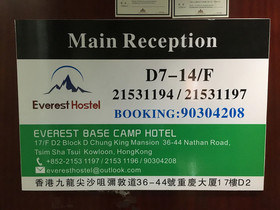 Main Reception
Everest Hostel
D7-14/F
21531194 / 21531197
BOOKING: 90304208
EVEREST BASE CAMP HOTEL
17/F D2 Block D Chung King Mansion 36-44 Nathan Road,
Tsim Sha Tsui Kowloon, HongKong
+852-2153 1197 / 2153 1196 / 90304208
everesthostel@outlook.com
香港九龍尖沙咀彌敦道36-44號重慶大厦17樓D2